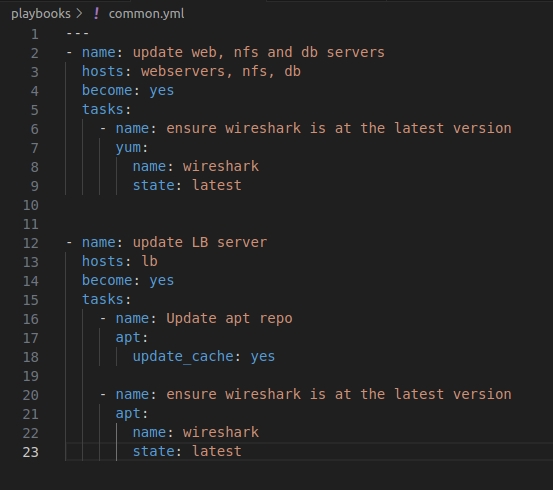 playbooks > ! common.yml
1 ---
2 - name: update web, nfs and db servers
3   hosts: webservers, nfs, db
4   become: yes
5   tasks:
6     - name: ensure wireshark is at the latest version
7       yum:
8         name: wireshark
9         state: latest
10
11
12 - name: update LB server
13   hosts: lb
14   become: yes
15   tasks:
16     - name: Update apt repo
17       apt:
18         update_cache: yes
19
20     - name: ensure wireshark is at the latest version
21       apt:
22         name: wireshark
23         state: latest